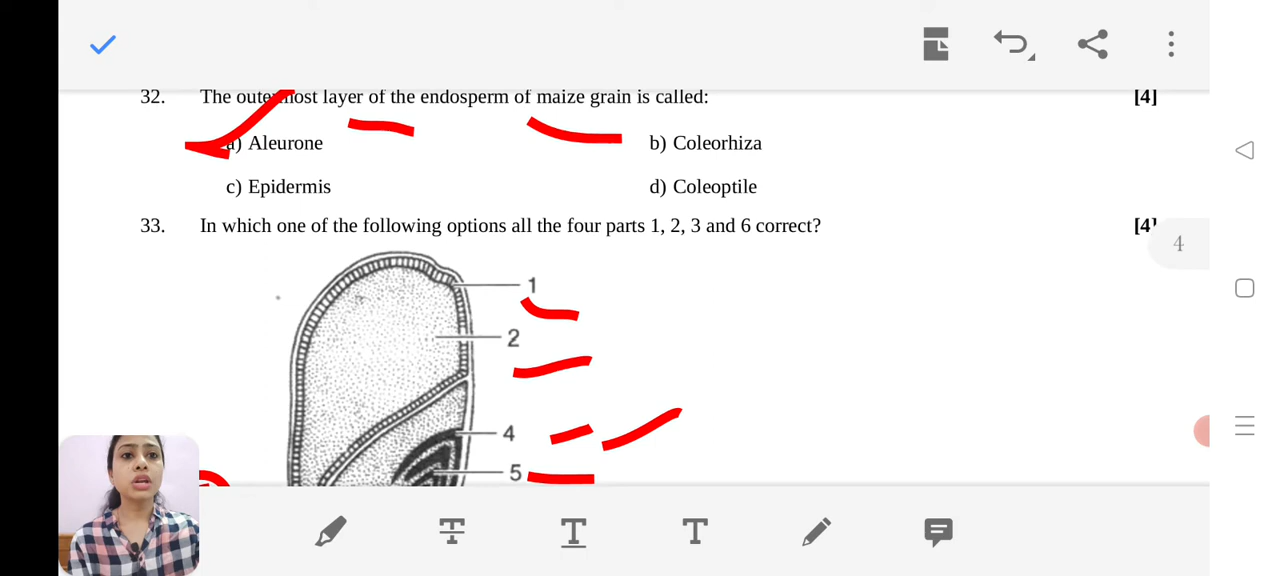 32. The outermost layer of the endosperm of maize grain is called: [4]
a) Aleurone b) Coleorhiza
c) Epidermis d) Coleoptile
33. In which one of the following options all the four parts 1, 2, 3 and 6 correct? [4]
4
1
2
4
5
T T T